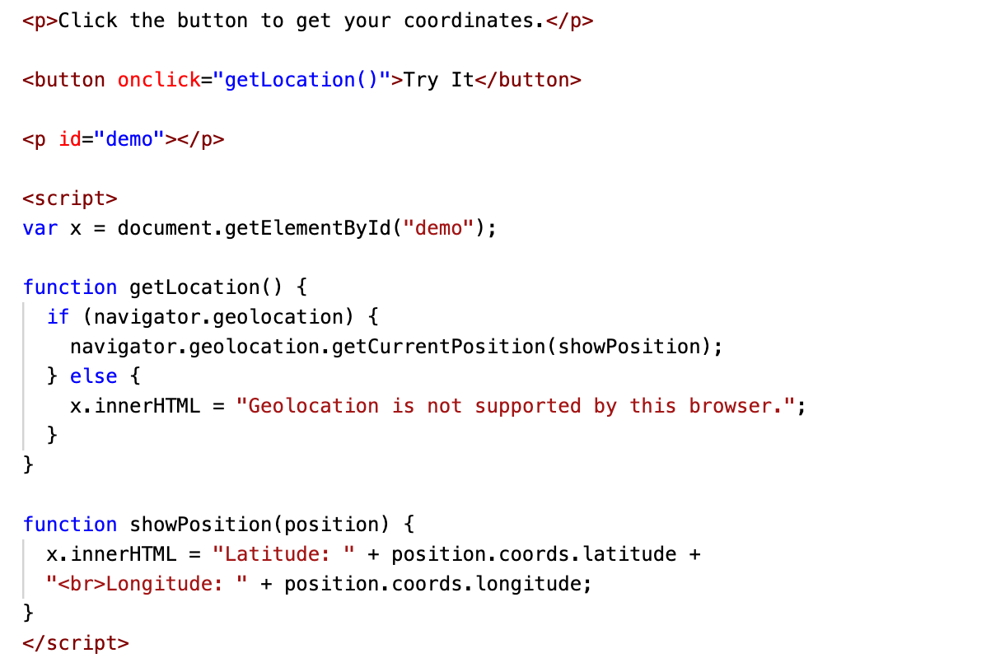 <p>Click the button to get your coordinates.</p>
<button onclick="getLocation()">Try It</button>
<p id="demo"></p>
<script>
var x = document.getElementById("demo");
function getLocation() {
  if (navigator.geolocation) {
    navigator.geolocation.getCurrentPosition(showPosition);
  } else {
    x.innerHTML = "Geolocation is not supported by this browser.";
  }
}
function showPosition(position) {
  x.innerHTML = "Latitude: " + position.coords.latitude +
  "<br>Longitude: " + position.coords.longitude;
}
</script>